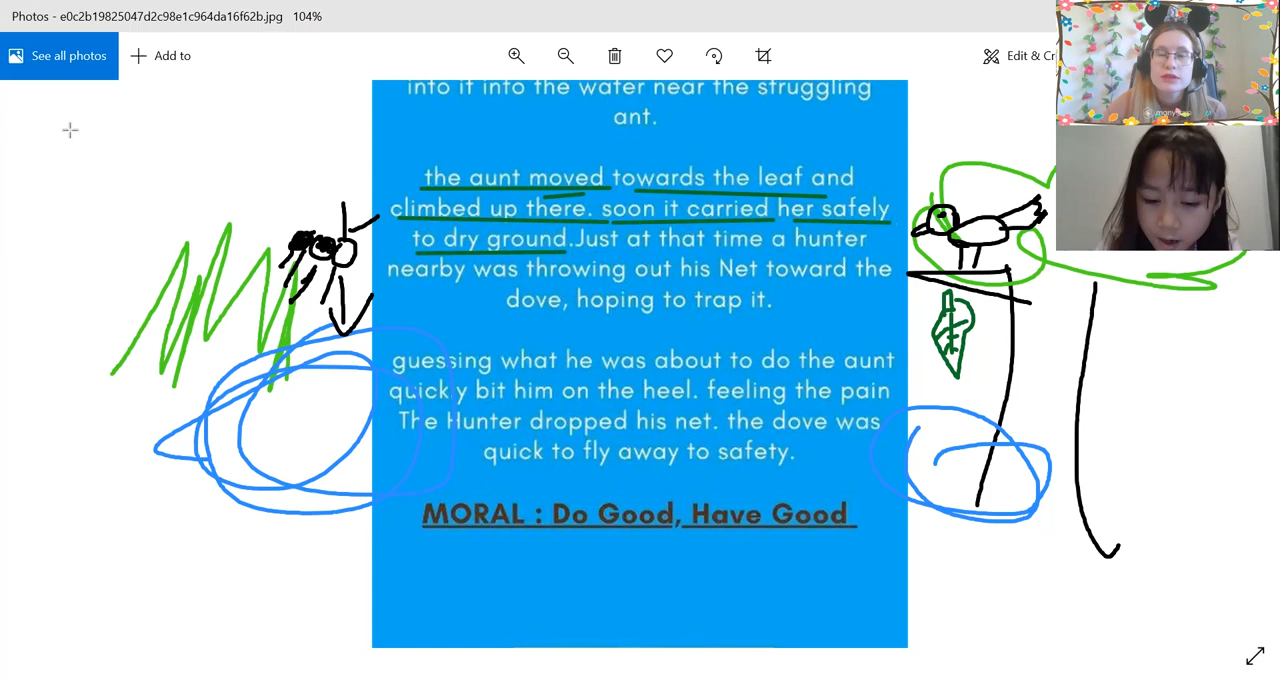 Photos - e0c2b19825047d2c98e1c964da16f62b.jpg 104%
See all photos
Add to
Edit & Cr
into it into the water near the struggling
ant.
the aunt moved towards the leaf and
climbed up there. soon it carried her safely
to dry ground.Just at that time a hunter
nearby was throwing out his Net toward the
dove, hoping to trap it.
guessing what he was about to do the aunt
quickly bit him on the heel. feeling the pain
The Hunter dropped his net. the dove was
quick to fly away to safety.
MORAL : Do Good, Have Good